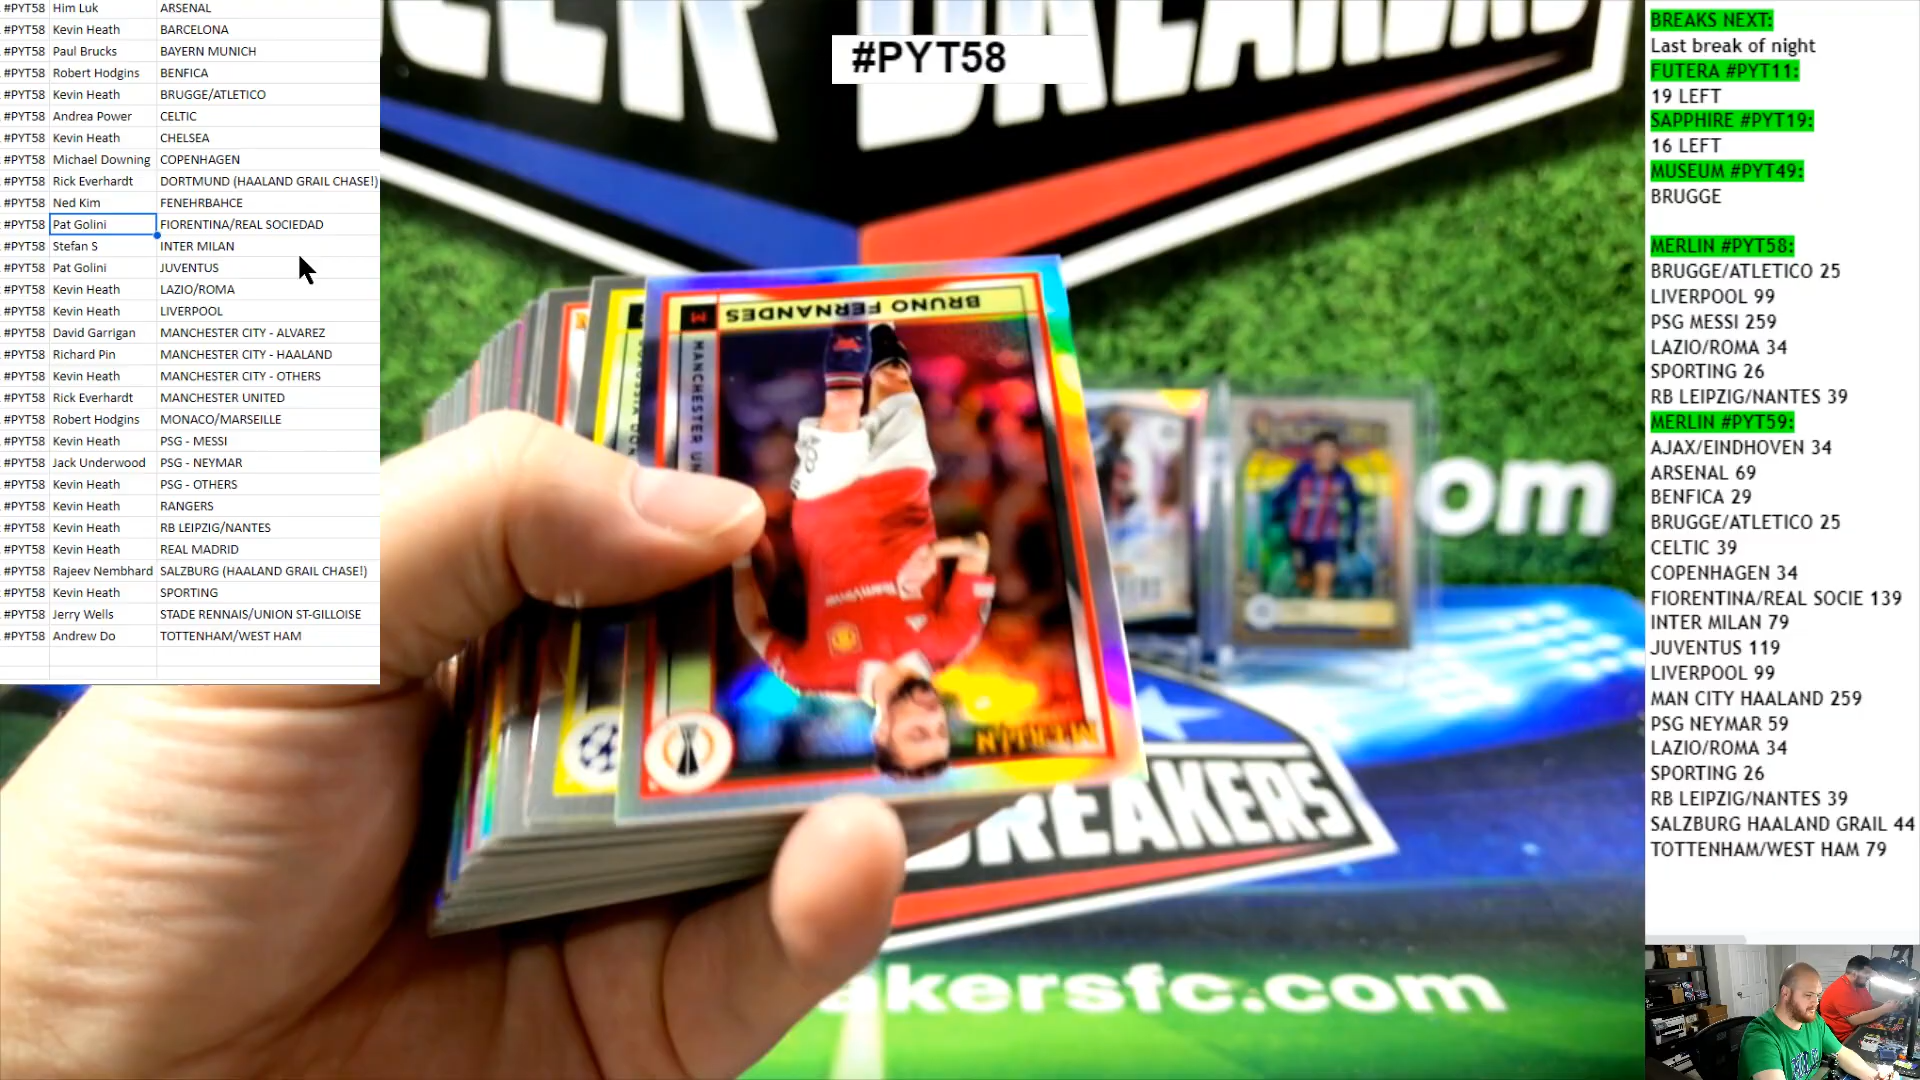 #PYT58 Him Luk ARSENAL
#PYT58 Kevin Heath BARCELONA
#PYT58 Paul Brucks BAYERN MUNICH
#PYT58 Robert Hodgins BENFICA
#PYT58 Kevin Heath BRUGGE/ATLETICO
#PYT58 Andrea Power CELTIC
#PYT58 Kevin Heath CHELSEA
#PYT58 Michael Downing COPENHAGEN
#PYT58 Rick Everhardt DORTMUND (HAALAND GRAIL CHASE!)
#PYT58 Ned Kim FENEHRBAHCE
#PYT58 Pat Golini FIORENTINA/REAL SOCIEDAD
#PYT58 Stefan S INTER MILAN
#PYT58 Pat Golini JUVENTUS
#PYT58 Kevin Heath LAZIO/ROMA
#PYT58 Kevin Heath LIVERPOOL
#PYT58 David Garrigan MANCHESTER CITY - ALVAREZ
#PYT58 Richard Pin MANCHESTER CITY - HAALAND
#PYT58 Kevin Heath MANCHESTER CITY - OTHERS
#PYT58 Rick Everhardt MANCHESTER UNITED
#PYT58 Robert Hodgins MONACO/MARSEILLE
#PYT58 Kevin Heath PSG - MESSI
#PYT58 Jack Underwood PSG - NEYMAR
#PYT58 Kevin Heath PSG - OTHERS
#PYT58 Kevin Heath RANGERS
#PYT58 Kevin Heath RB LEIPZIG/NANTES
#PYT58 Kevin Heath REAL MADRID
#PYT58 Rajeev Nembhard SALZBURG (HAALAND GRAIL CHASE!)
#PYT58 Kevin Heath SPORTING
#PYT58 Jerry Wells STADE RENNAIS/UNION ST-GILLOISE
#PYT58 Andrew Do TOTTENHAM/WEST HAM
#PYT58
BRUNO FERNANDES
M
MANCHESTER UN
MERLIN
om
BREAKERS
akersfc.com
BREAKS NEXT:
Last break of night
FUTERA #PYT11:
19 LEFT
SAPPHIRE #PYT19:
16 LEFT
MUSEUM #PYT49:
BRUGGE
MERLIN #PYT58:
BRUGGE/ATLETICO 25
LIVERPOOL 99
PSG MESSI 259
LAZIO/ROMA 34
SPORTING 26
RB LEIPZIG/NANTES 39
MERLIN #PYT59:
AJAX/EINDHOVEN 34
ARSENAL 69
BENFICA 29
BRUGGE/ATLETICO 25
CELTIC 39
COPENHAGEN 34
FIORENTINA/REAL SOCIE 139
INTER MILAN 79
JUVENTUS 119
LIVERPOOL 99
MAN CITY HAALAND 259
PSG NEYMAR 59
LAZIO/ROMA 34
SPORTING 26
RB LEIPZIG/NANTES 39
SALZBURG HAALAND GRAIL 44
TOTTENHAM/WEST HAM 79